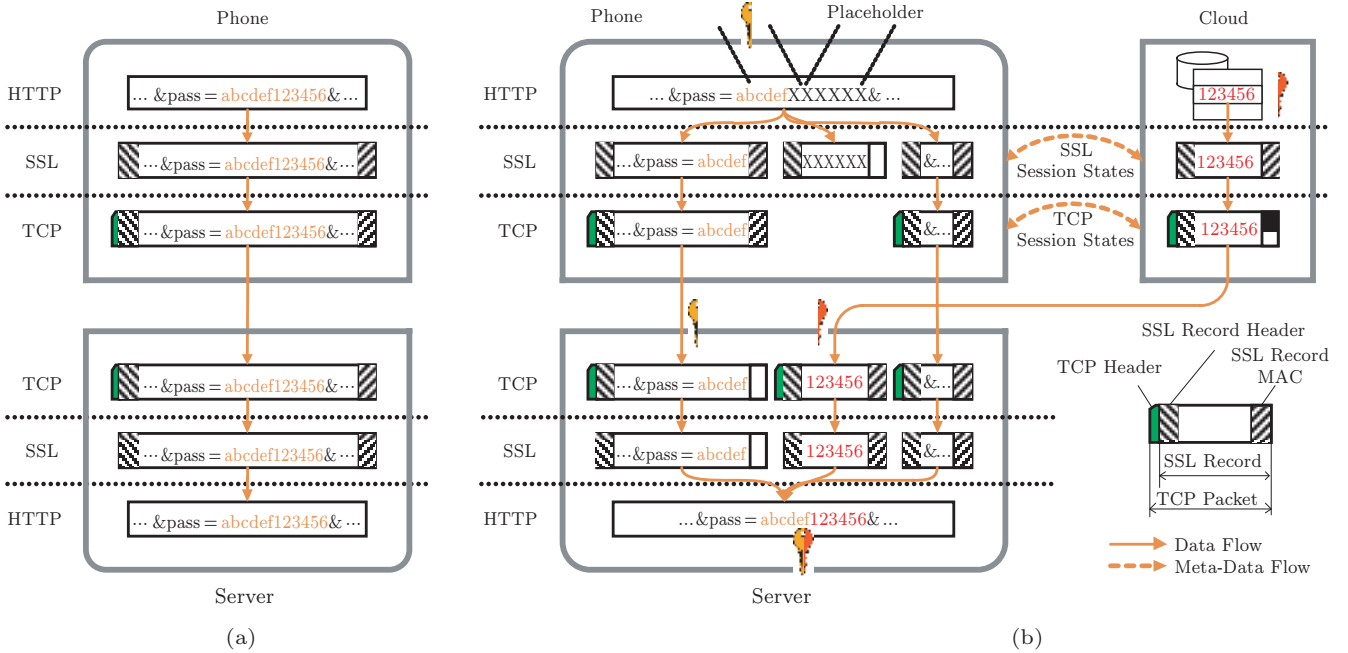 Phone
HTTP
... &pass = abcdef123456& ...
SSL
... &pass = abcdef123456& ...
TCP
... &pass = abcdef123456& ...
TCP
... &pass = abcdef123456& ...
SSL
... &pass = abcdef123456& ...
HTTP
... &pass = abcdef123456& ...
Server
(a)
Phone
Placeholder
Cloud
HTTP
... &pass = abcdefXXXXXX& ...
123456
SSL
...&pass = abcdef
XXXXXX
&...
SSL
Session States
123456
TCP
...&pass = abcdef
&...
TCP
Session States
123456
TCP
...&pass = abcdef
123456
&...
SSL
...&pass = abcdef
123456
&...
HTTP
...&pass = abcdef123456& ...
Server
SSL Record Header
TCP Header
SSL Record
MAC
SSL Record
TCP Packet
Data Flow
Meta-Data Flow
(b)